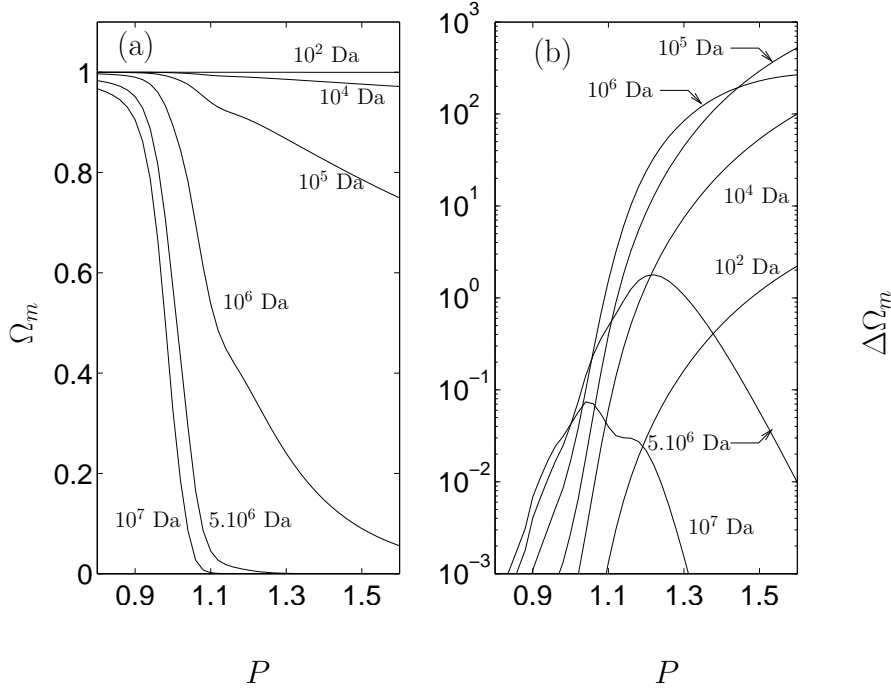 (a)
10² Da
10⁴ Da
10⁵ Da
10⁶ Da
10⁷ Da
5.10⁶ Da
Ωₘ
1
0.8
0.6
0.4
0.2
0
0.9
1.1
1.3
1.5
P
(b)
10⁵ Da
10⁶ Da
10⁴ Da
10² Da
5.10⁶ Da
10⁷ Da
10³
10²
10¹
10⁰
10⁻¹
10⁻²
10⁻³
0.9
1.1
1.3
1.5
P
ΔΩₘ